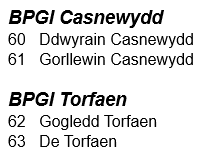 BPGI Casnewydd
60 Ddwyrain Casnewydd
61 Gorllewin Casnewydd
BPGI Torfaen
62 Gogledd Torfaen
63 De Torfaen